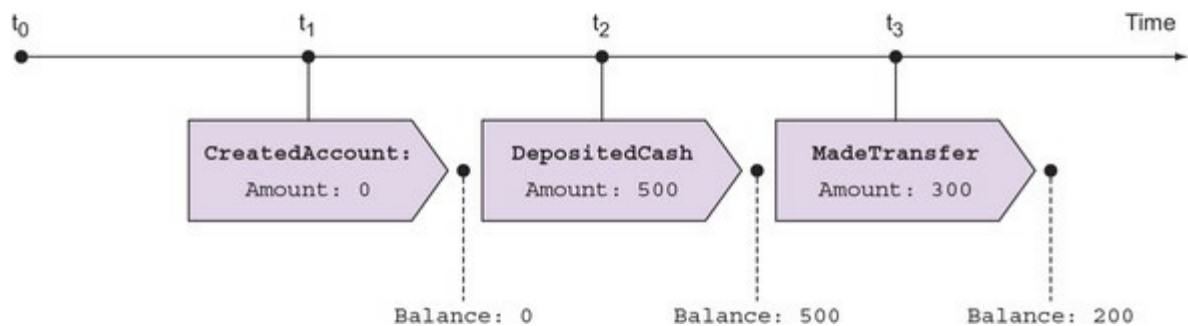 t0 t1 t2 t3 Time
CreatedAccount: DepositedCash MadeTransfer
Amount: 0 Amount: 500 Amount: 300
Balance: 0 Balance: 500 Balance: 200